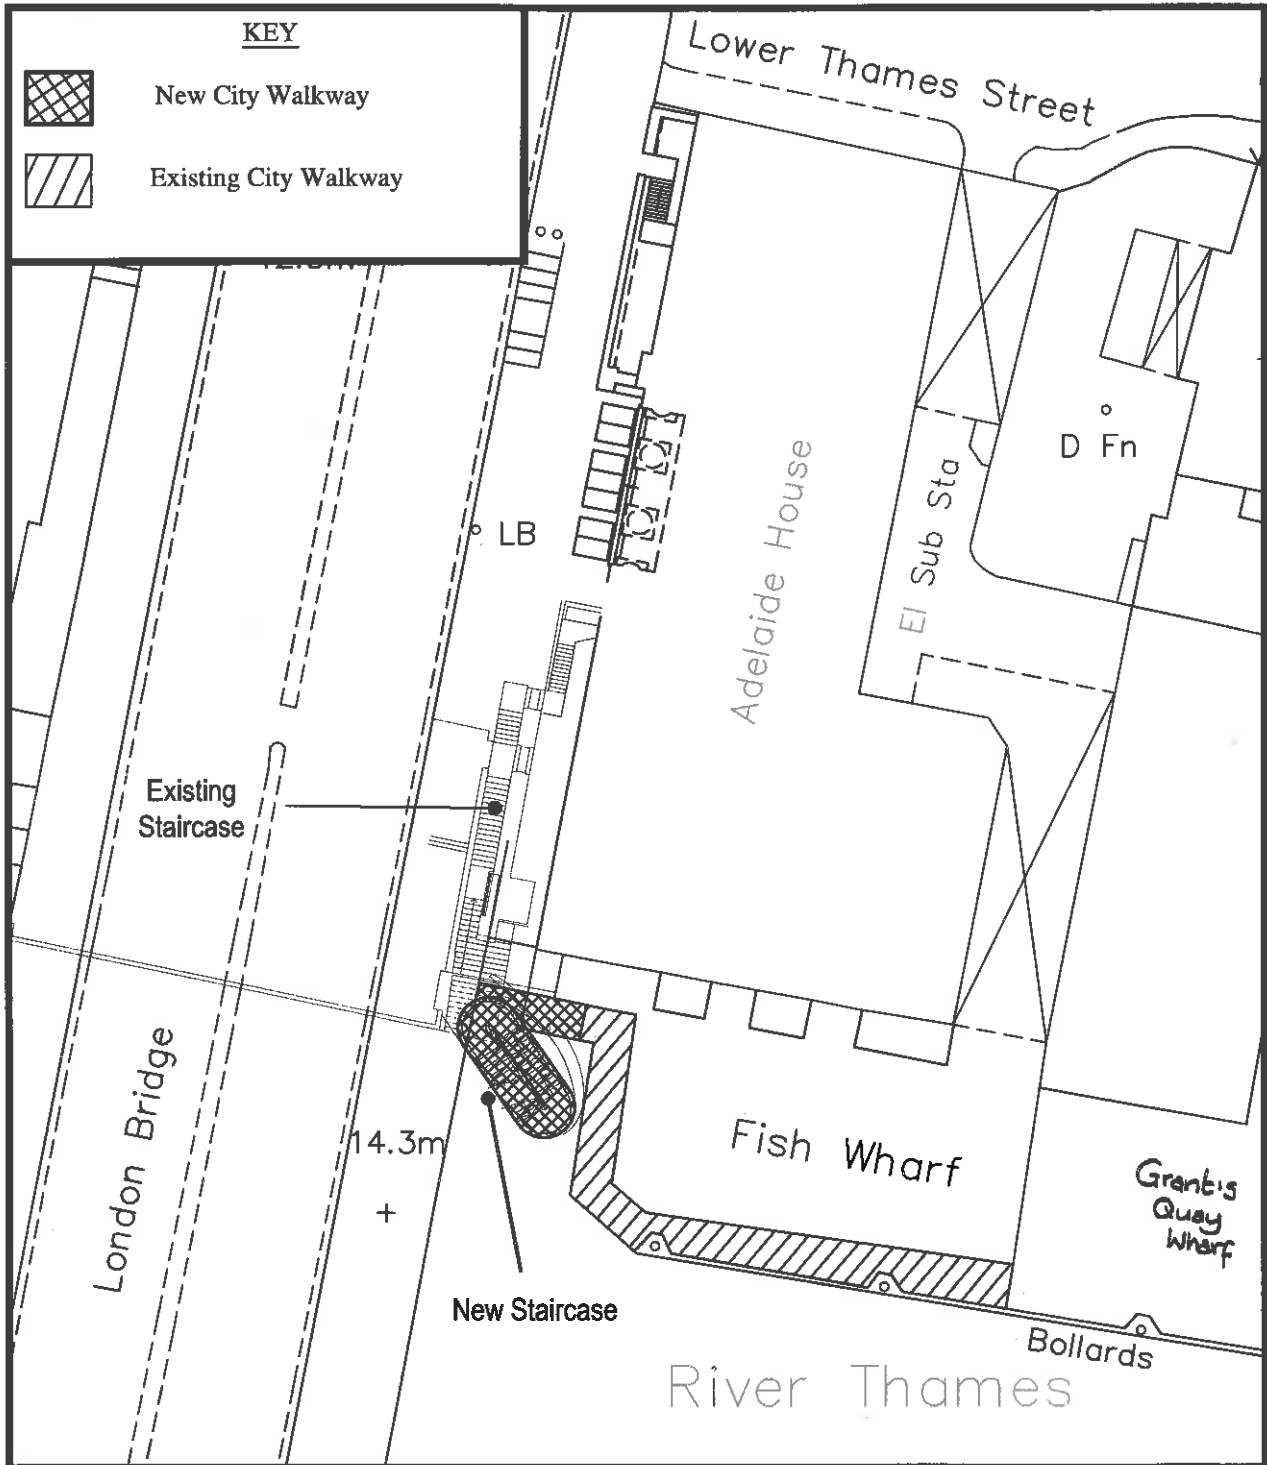 KEY
New City Walkway
Existing City Walkway
Lower Thames Street
D Fn
LB
Adelaide House
El Sub Sta
Existing
Staircase
London Bridge
14.3m
Fish Wharf
Grant's
Quay
Wharf
New Staircase
Bollards
River Thames